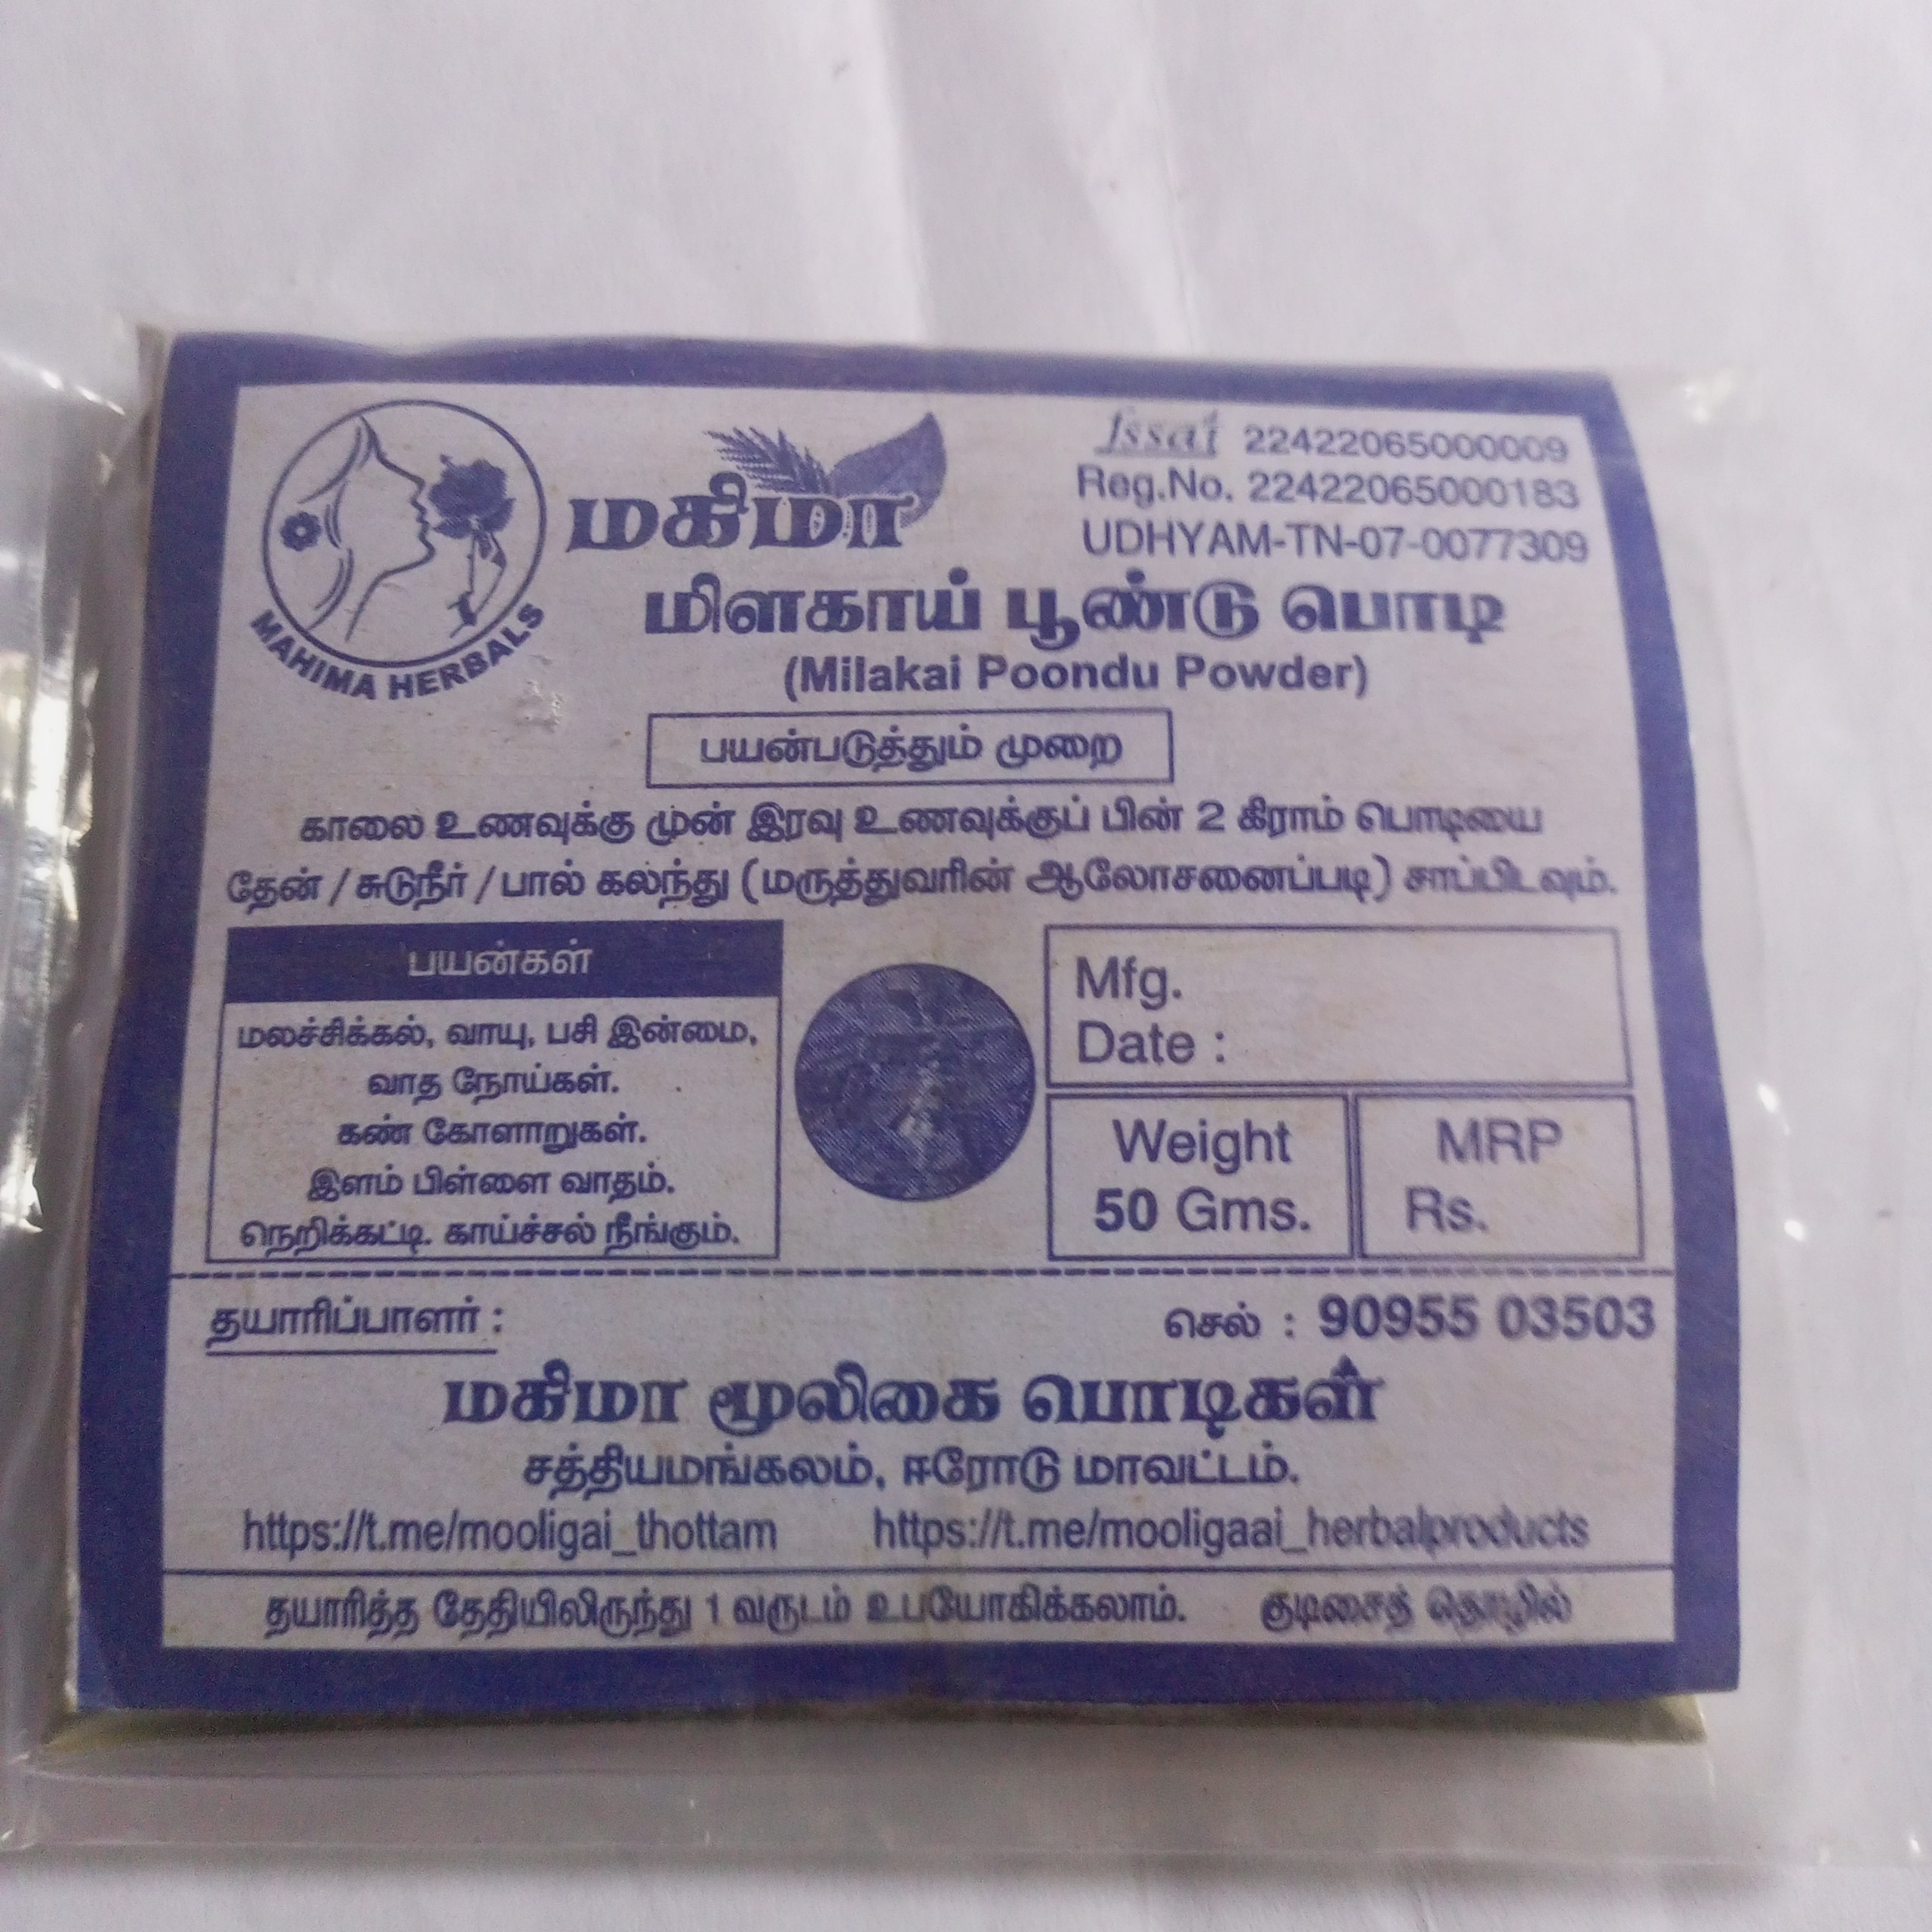 MAHIMA HERBALS
மகிமா
fssai 22422065000009
Reg.No. 22422065000183
UDHYAM-TN-07-0077309
மிளகாய் பூண்டு பொடி
(Milakai Poondu Powder)
பயன்படுத்தும் முறை
காலை உணவுக்கு முன் இரவு உணவுக்குப் பின் 2 கிராம் பொடியை
தேன் / சுடுநீர் / பால் கலந்து (மருத்துவரின் ஆலோசனைப்படி) சாப்பிடவும்.
பயன்கள்
மலச்சிக்கல், வாயு, பசி இன்மை,
வாத நோய்கள்.
கண் கோளாறுகள்.
இளம் பிள்ளை வாதம்.
நெறிக்கட்டி. காய்ச்சல் நீங்கும்.
Mfg.
Date :
Weight
50 Gms.
MRP
Rs.
தயாரிப்பாளர் :
செல் : 90955 03503
மகிமா மூலிகை பொடிகள்
சத்தியமங்கலம், ஈரோடு மாவட்டம்.
https://t.me/mooligai_thottam https://t.me/mooligaai_herbalproducts
தயாரித்த தேதியிலிருந்து 1 வருடம் உபயோகிக்கலாம். குடிசைத் தொழில்